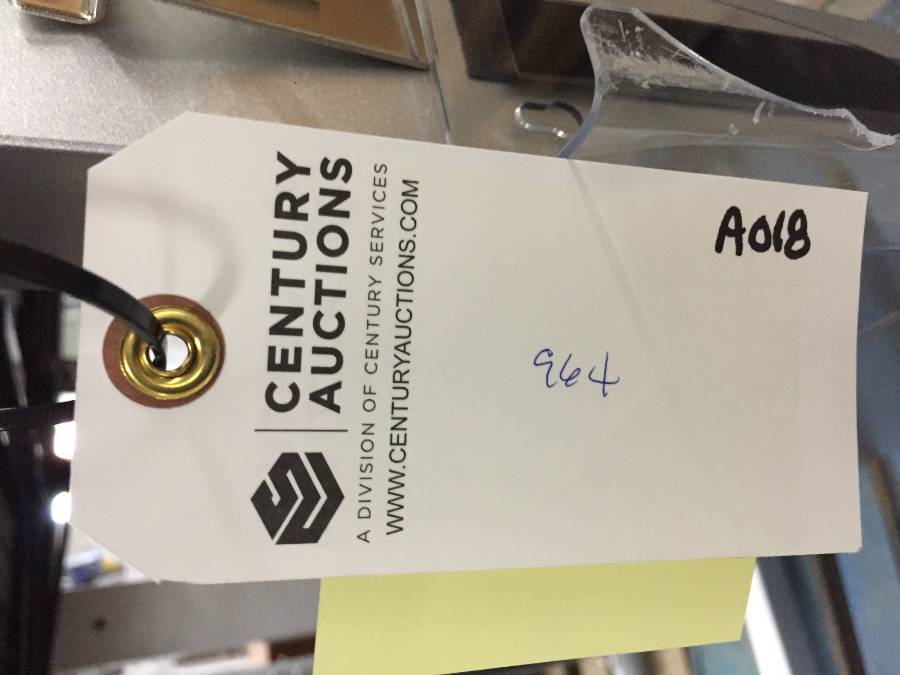 CENTURY
AUCTIONS
A DIVISION OF CENTURY SERVICES
WWW.CENTURYAUCTIONS.COM
A018
964